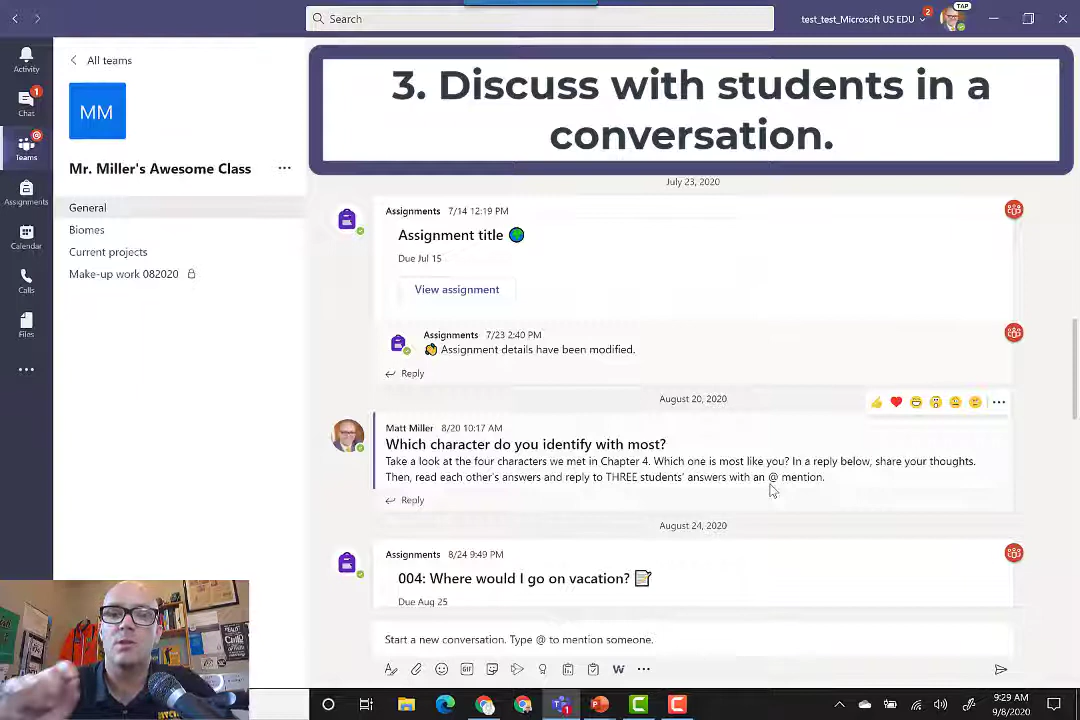 Search
test_test_Microsoft US EDU
2
TAP
Activity
Chat
1
Teams
Assignments
Calendar
Calls
Files
All teams
MM
Mr. Miller's Awesome Class
General
Biomes
Current projects
Make-up work 082020
3. Discuss with students in a
conversation.
July 23, 2020
Assignments 7/14 12:19 PM
Assignment title
Due Jul 15
View assignment
Assignments 7/23 2:40 PM
Assignment details have been modified.
Reply
August 20, 2020
Matt Miller 8/20 10:17 AM
Which character do you identify with most?
Take a look at the four characters we met in Chapter 4. Which one is most like you? In a reply below, share your thoughts.
Then, read each other's answers and reply to THREE students' answers with an @ mention.
Reply
August 24, 2020
Assignments 8/24 9:49 PM
004: Where would I go on vacation?
Due Aug 25
Start a new conversation. Type @ to mention someone.
GIF
W
1
9:29 AM
9/8/2020